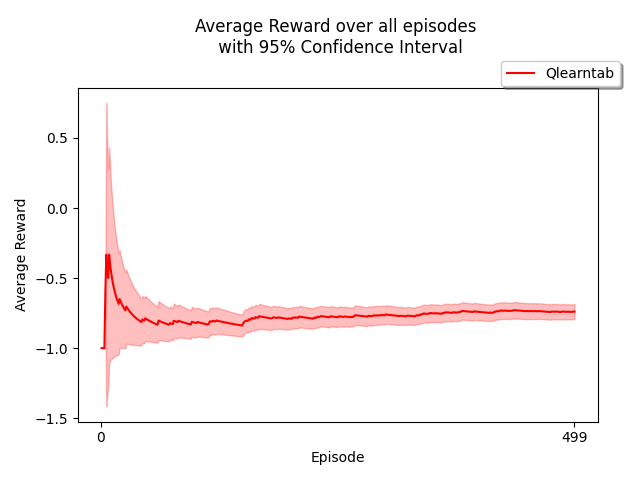 Average Reward over all episodes
with 95% Confidence Interval
Qlearntab
0.5
0.0
−0.5
−1.0
−1.5
Average Reward
0
499
Episode